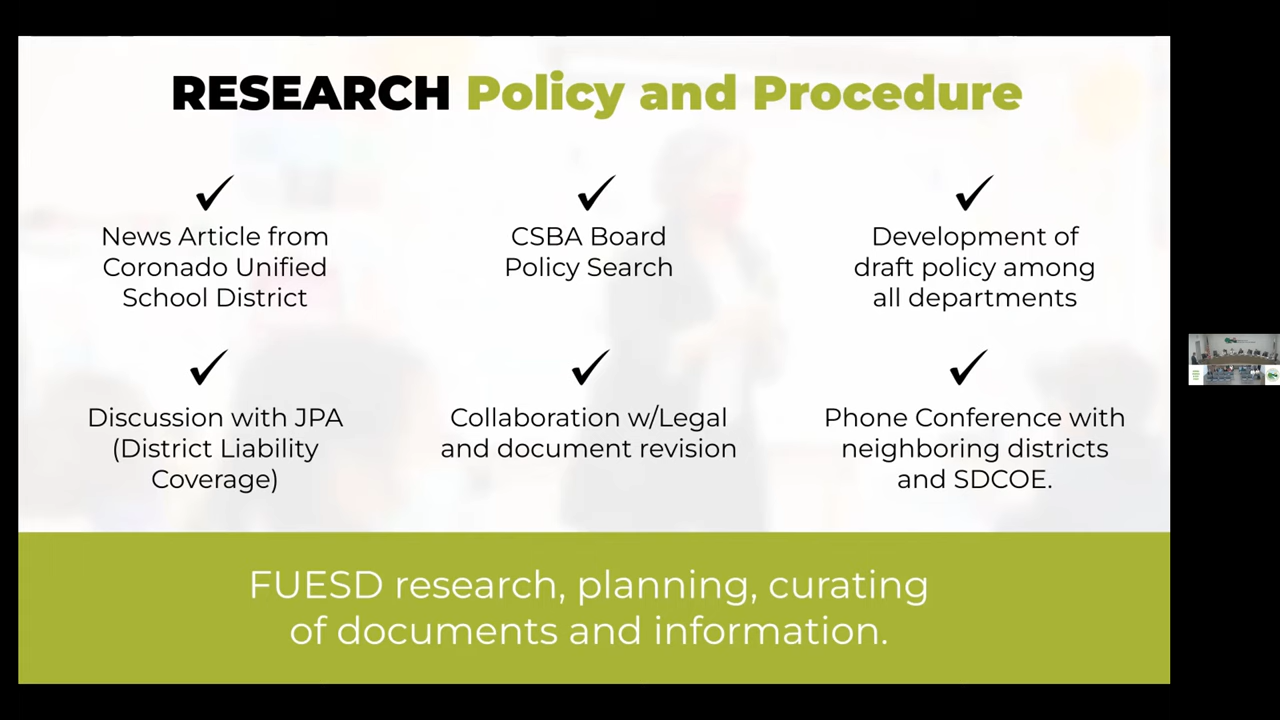 RESEARCH Policy and Procedure
✓
News Article from
Coronado Unified
School District
✓
CSBA Board
Policy Search
✓
Development of
draft policy among
all departments
✓
Discussion with JPA
(District Liability
Coverage)
✓
Collaboration w/Legal
and document revision
✓
Phone Conference with
neighboring districts
and SDCOE.
FUESD research, planning, curating
of documents and information.